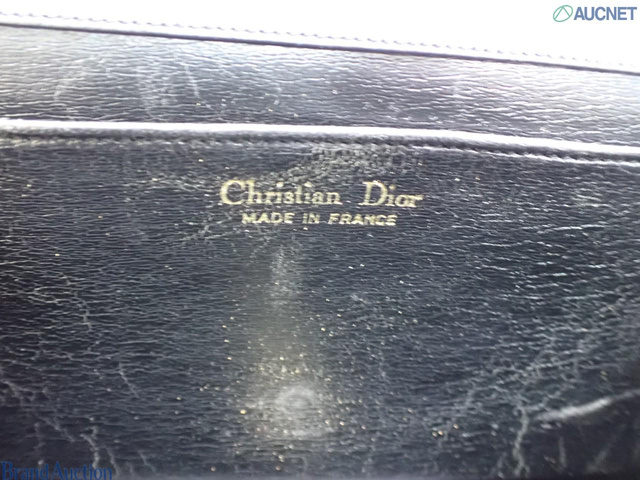 AUCNET
Christian Dior
MADE IN FRANCE
Brand Auction